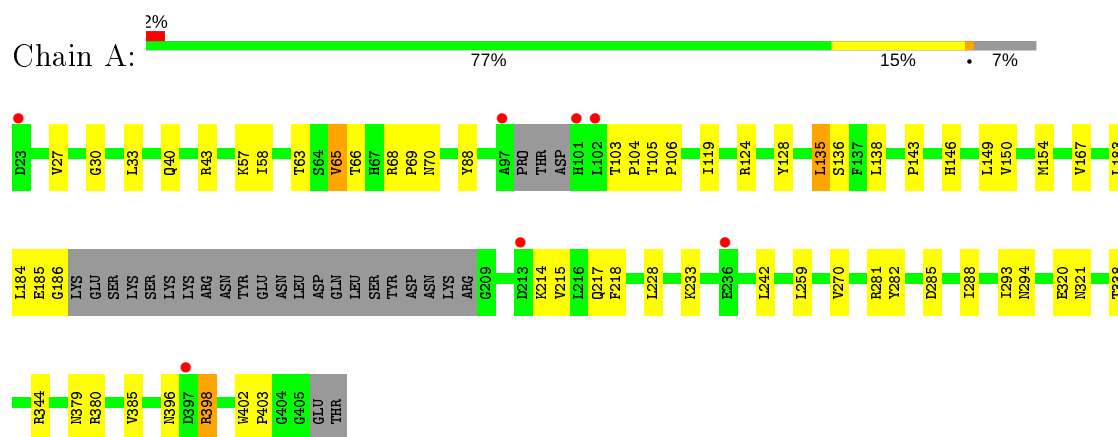 2%
Chain A:
77% 15% • 7%
D23 V27 G30 L33 Q40 R43 K57 I58 T63 S64 V65 T66 H67 R68 P69 N70 Y88 A97 PRO THR ASP H101 L102 T103 P104 T105 P106 I119 R124 Y128 L135 S136 F137 L138 P143 H146 L149 V150 M154 V167 L183
L184 E185 G186 LYS GLU SER LYS SER LYS LYS ARG ASN TYR GLU ASN LEU ASP GLN LEU SER TYR ASP ASN LYS ARG G209 D213 K214 V215 L216 Q217 F218 L228 K233 E236 L242 L259 V270 R281 Y282 D285 I288 I293 N294 E320 N321 T338
R344 N379 R380 V385 N396 D397 R398 W402 P403 G404 G405 GLU THR